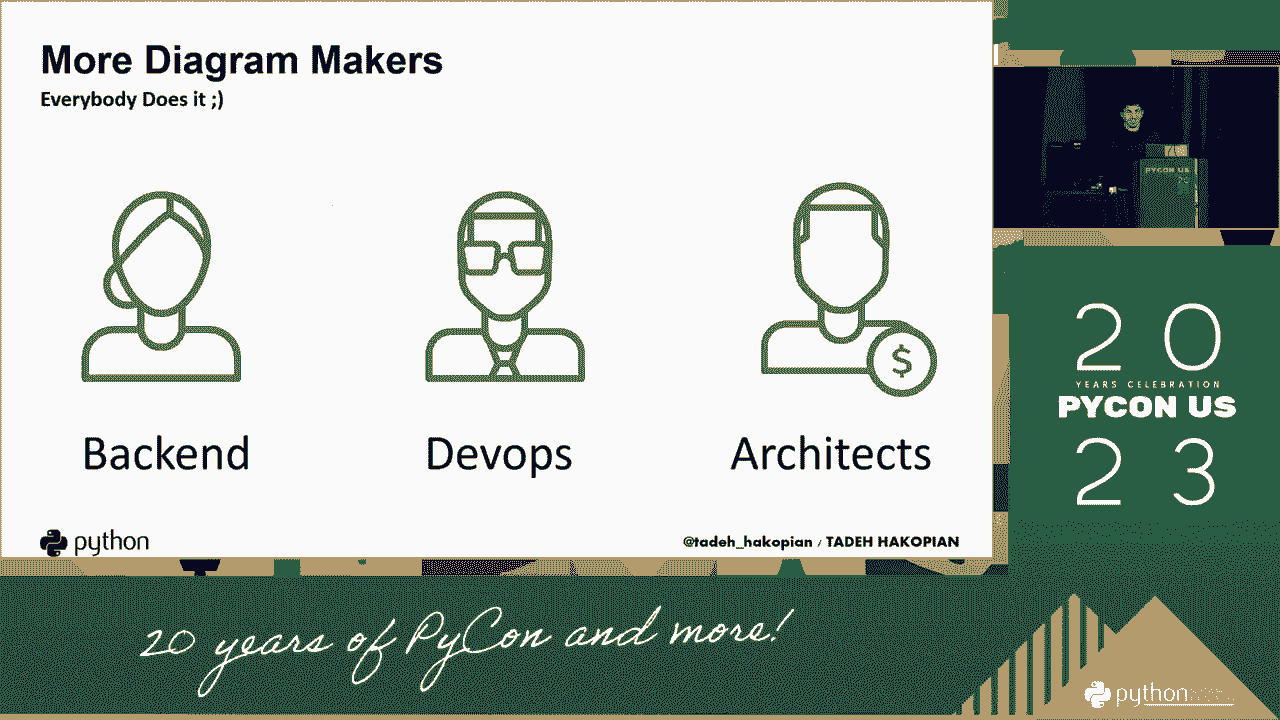 More Diagram Makers
Everybody Does it ;)
$
Backend
Devops
Architects
python
@tadeh_hakopian / TADEH HAKOPIAN
PYCON US
20
YEARS CELEBRATION
PYCON US
23
20 years of PyCon and more!
python